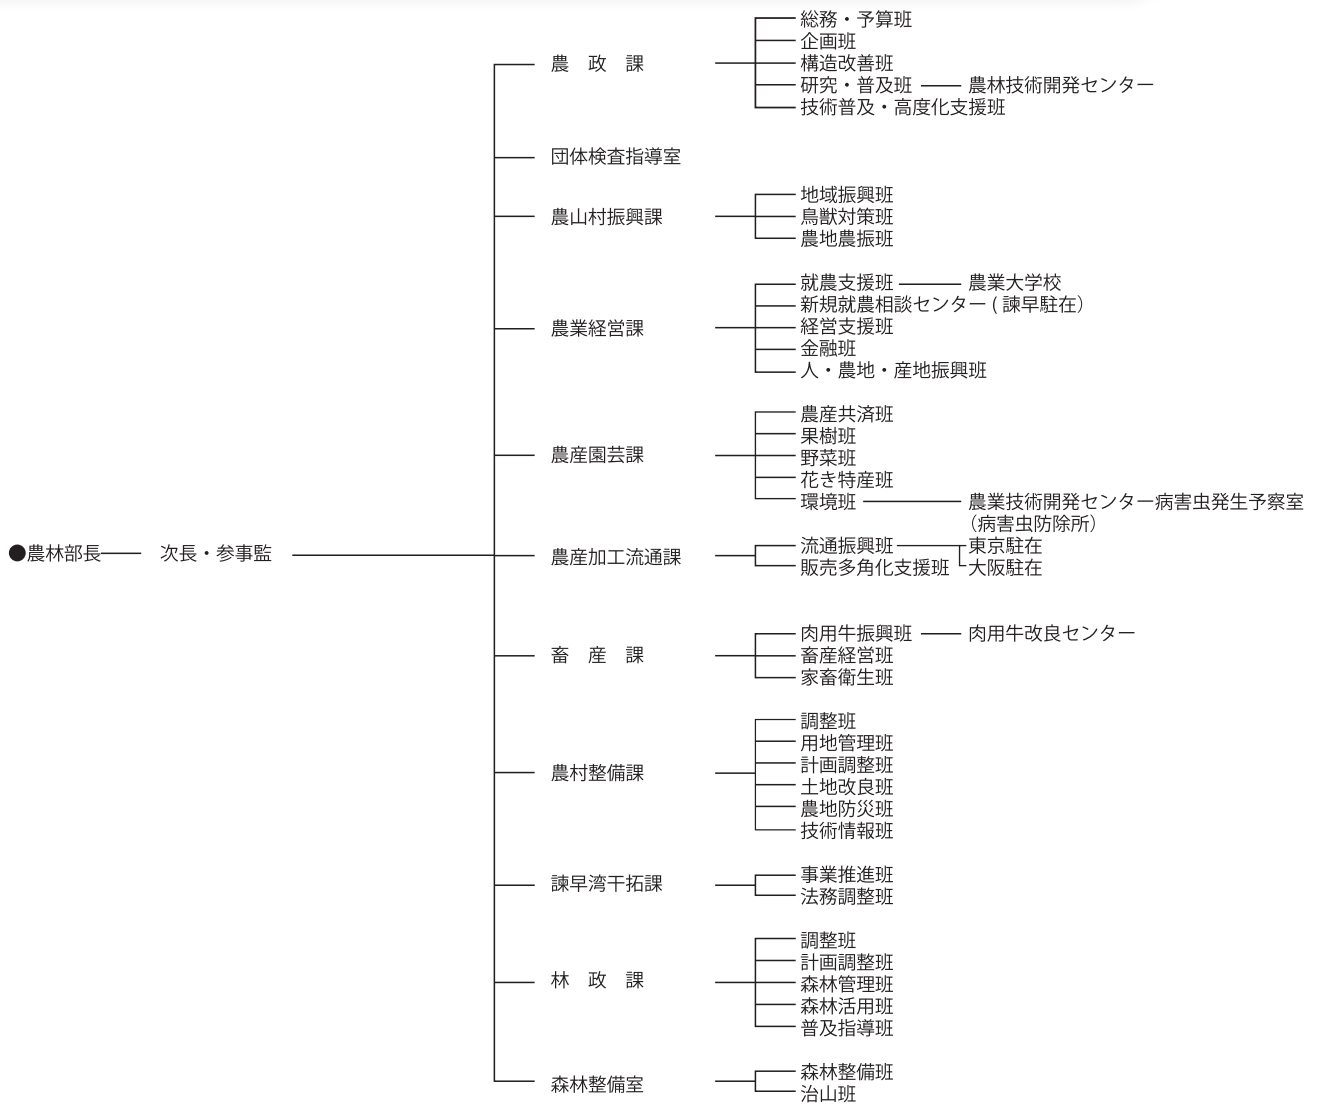 ●農林部長
次長・参事監
農　政　課
総務・予算班
企画班
構造改善班
研究・普及班
農林技術開発センター
技術普及・高度化支援班
団体検査指導室
農山村振興課
地域振興班
鳥獣対策班
農地農振班
農業経営課
就農支援班
農業大学校
新規就農相談センター ( 諫早駐在）
経営支援班
金融班
人・農地・産地振興班
農産園芸課
農産共済班
果樹班
野菜班
花き特産班
環境班
農業技術開発センター病害虫発生予察室
（病害虫防除所）
農産加工流通課
流通振興班
東京駐在
販売多角化支援班
大阪駐在
畜　産　課
肉用牛振興班
肉用牛改良センター
畜産経営班
家畜衛生班
農村整備課
調整班
用地管理班
計画調整班
土地改良班
農地防災班
技術情報班
諫早湾干拓課
事業推進班
法務調整班
林　政　課
調整班
計画調整班
森林管理班
森林活用班
普及指導班
森林整備室
森林整備班
治山班